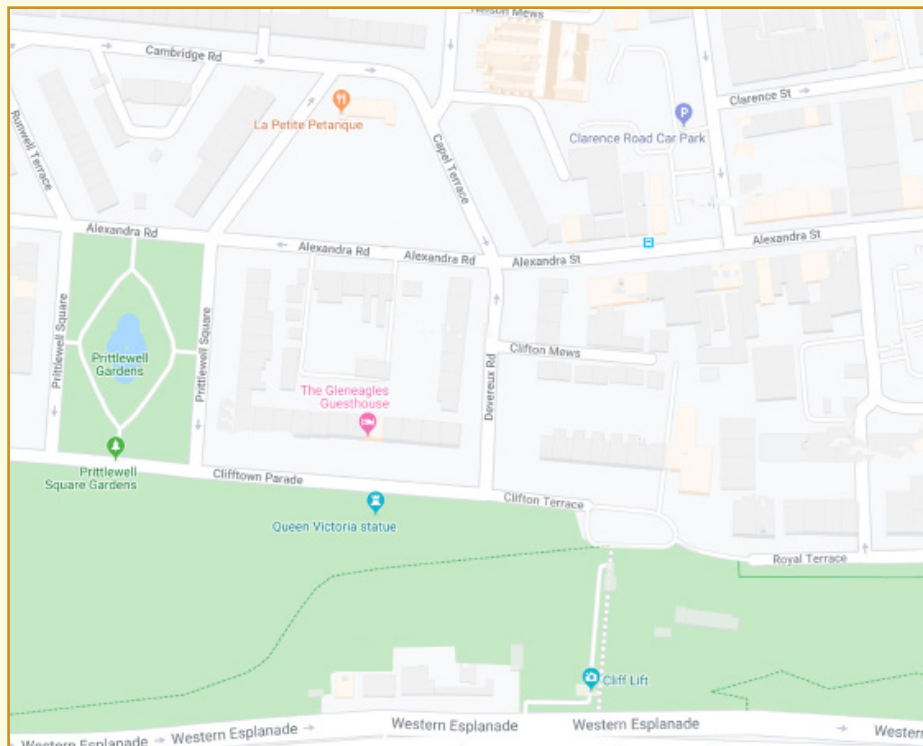 Nelson Mews
Cambridge Rd
Clarence St
La Petite Petanque
Clarence Road Car Park
P
Runwell Terrace
Capel Terrace
Alexandra Rd
Alexandra Rd
Alexandra Rd
Alexandra St
Alexandra St
Prittlewell Square
Prittlewell
Gardens
Prittlewell Square
Clifton Mews
Devereux Rd
The Gleneagles
Guesthouse
Prittlewell
Square Gardens
Clifftown Parade
Clifton Terrace
Queen Victoria statue
Royal Terrace
Cliff Lift
Western Esplanade
Western Esplanade
Western Esplanade
Western Esplanade
Western